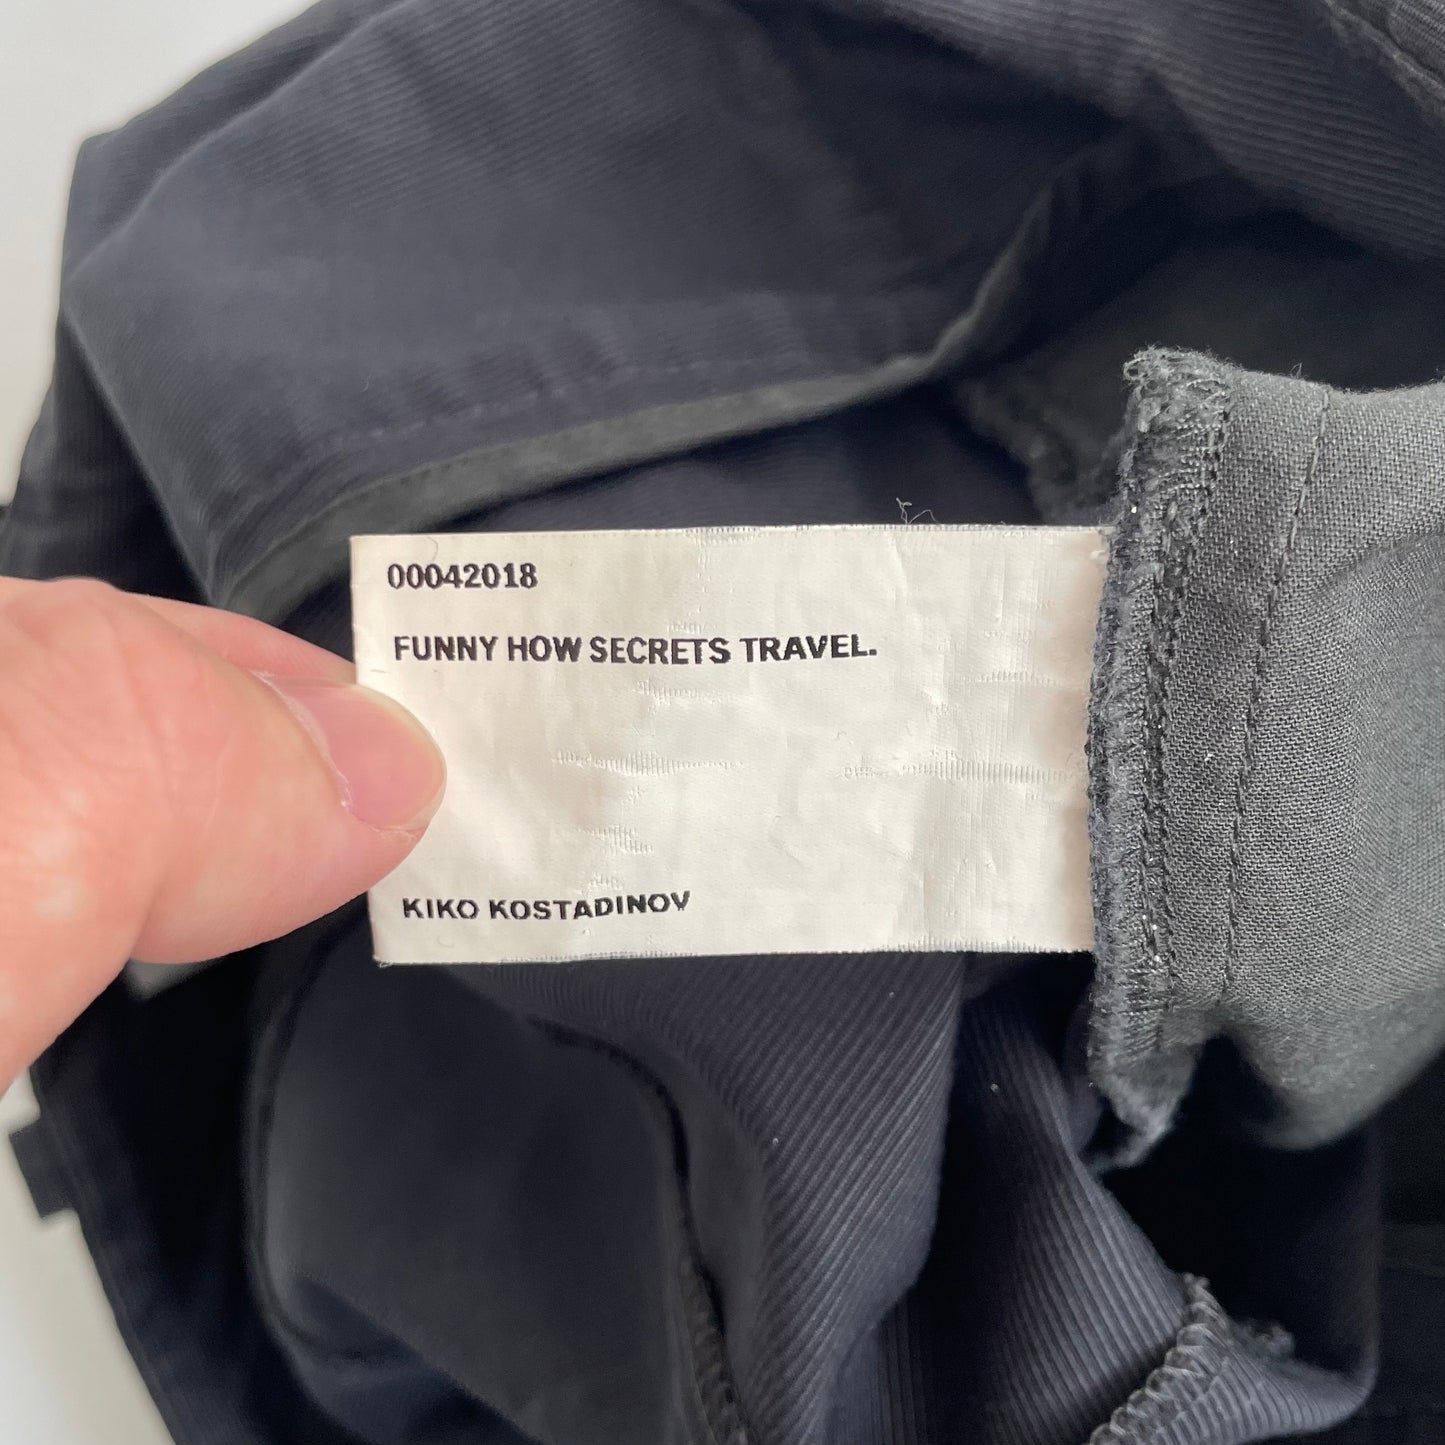 00042018
FUNNY HOW SECRETS TRAVEL.
KIKO KOSTADINOV